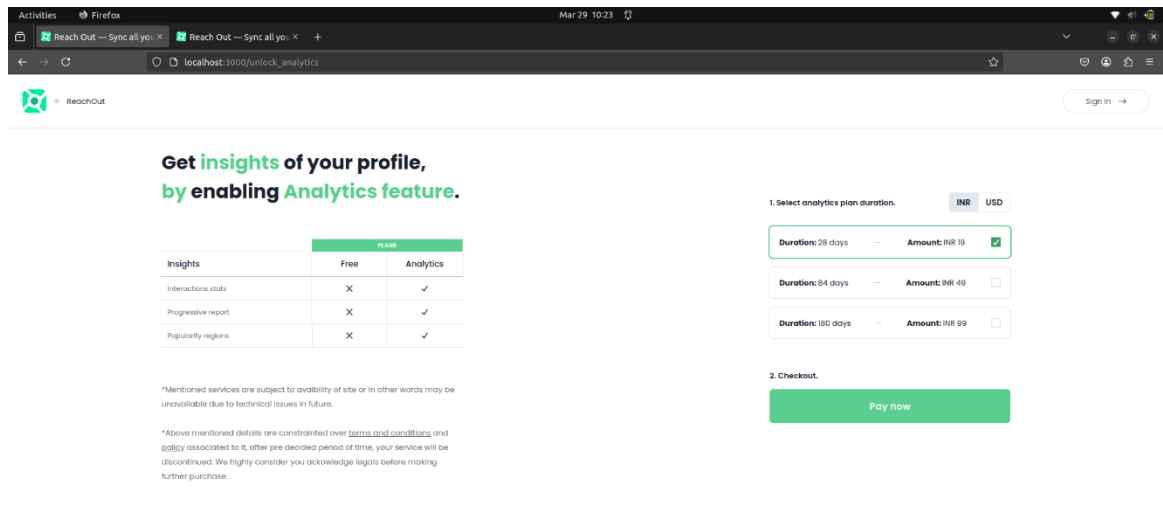 Activities Firefox Mar 29 10:23
Reach Out — Sync all you Reach Out — Sync all you
localhost:3000/unlock_analytics
ReachOut Sign in →
Get insights of your profile,
by enabling Analytics feature.
PLANS
Insights Free Analytics
Interactions stats
Progressive report
Popularity regions
*Mentioned services are subject to avaibility of site or in other words may be
unavailable due to technical issues in future.
*Above mentioned details are constrainted over terms and conditions and
policy associated to it, after pre decided period of time, your service will be
discontinued. We highly consider you ackowledge legals before making
further purchase.
1. Select analytics plan duration. INR USD
Duration: 28 days — Amount: INR 19
Duration: 84 days — Amount: INR 49
Duration: 180 days — Amount: INR 99
2. Checkout.
Pay now